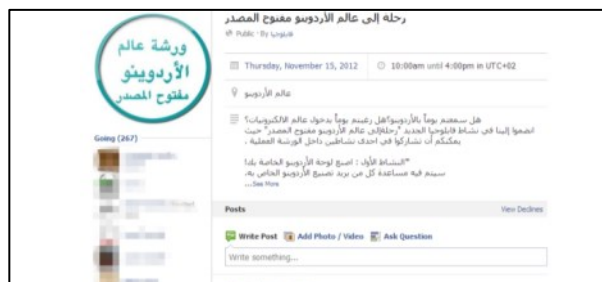 رحلة إلى عالم الأردوينو مفتوح المصدر
Public · By فابلوجيا
ورشة عالم
الأردوينو
مفتوح المصدر
Thursday, November 15, 2012
10:00am until 4:00pm in UTC+02
عالم الأردوينو
هل سمعتم يوماً بالأردوينو؟هل رغبتم يوماً بدخول عالم الالكترونيات؟
انضموا إلينا في نشاط فابلوجيا الجديد "رحلةإلى عالم الأردوينو مفتوح المصدر" حيث
يمكنكم أن تشاركوا في احدى نشاطين داخل الورشة العملية .
*النشاط الأول : اصنع لوحة الأردوينو الخاصة بك!
سيتم فيه مساعدة كل من يريد تصنيع الأردوينو الخاص به،
...See More
Going (267)
Posts
View Declines
Write Post
Add Photo / Video
Ask Question
Write something...